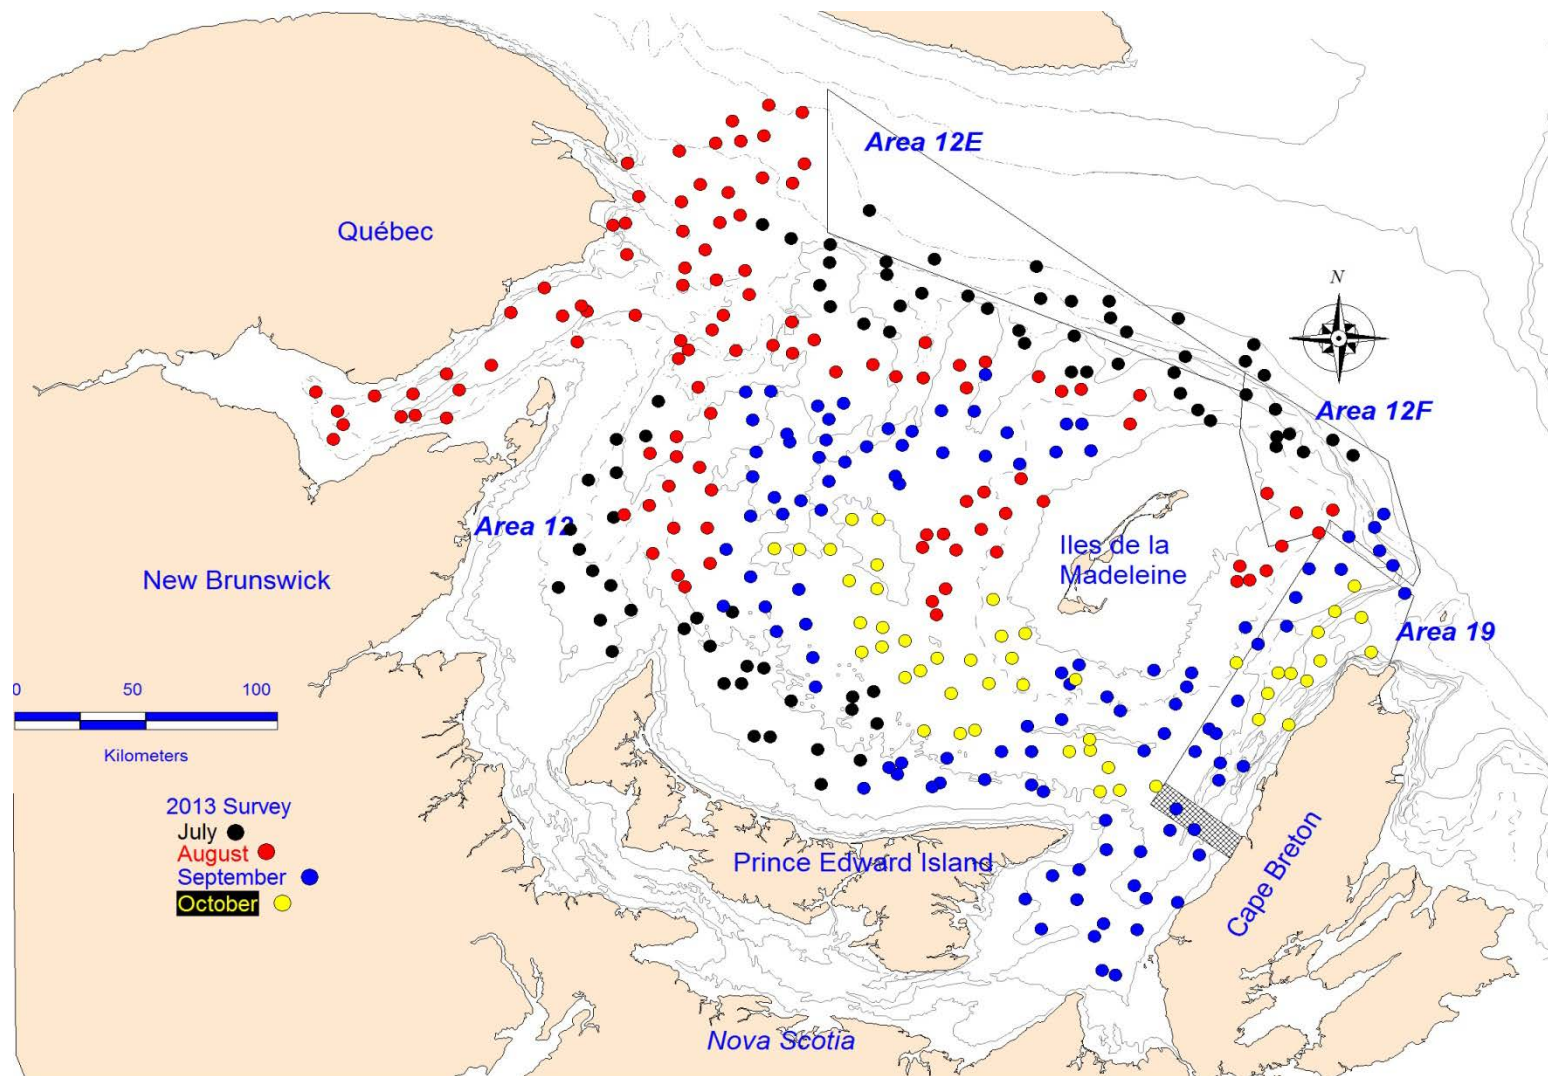 Area 12E
Québec
N
Area 12F
Area 12
Iles de la
Madeleine
New Brunswick
Area 19
0 50 100
Kilometers
2013 Survey
July
August
September
October
Prince Edward Island
Cape Breton
Nova Scotia